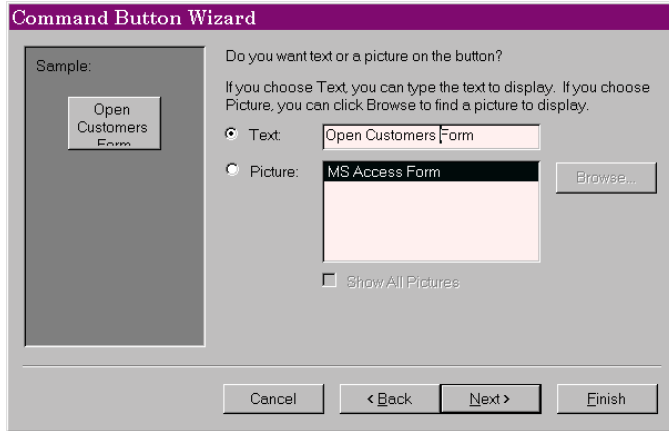 Command Button Wizard
Sample:
Open
Customers
Form
Do you want text or a picture on the button?
If you choose Text, you can type the text to display. If you choose
Picture, you can click Browse to find a picture to display.
Text:
Open Customers Form
Picture:
MS Access Form
Browse...
Show All Pictures
Cancel
< Back
Next >
Finish